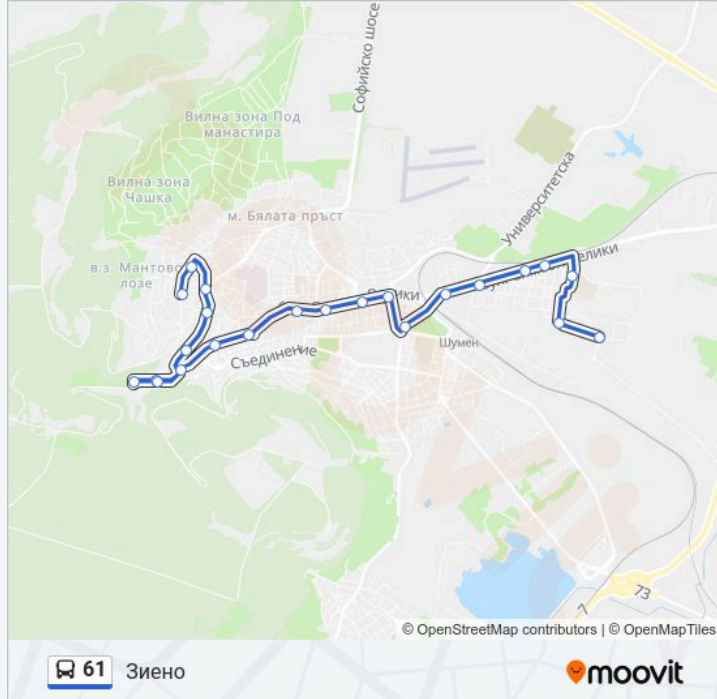 Софийско шосе
Вилна зона Под
манастира
Вилна зона
Чашка
Университетска
м. Бялата пръст
в.з. Мантово
лозе
Велики
Съединение
Шумен
7
73
© OpenStreetMap contributors | © OpenMapTiles
61 Зиено
moovit